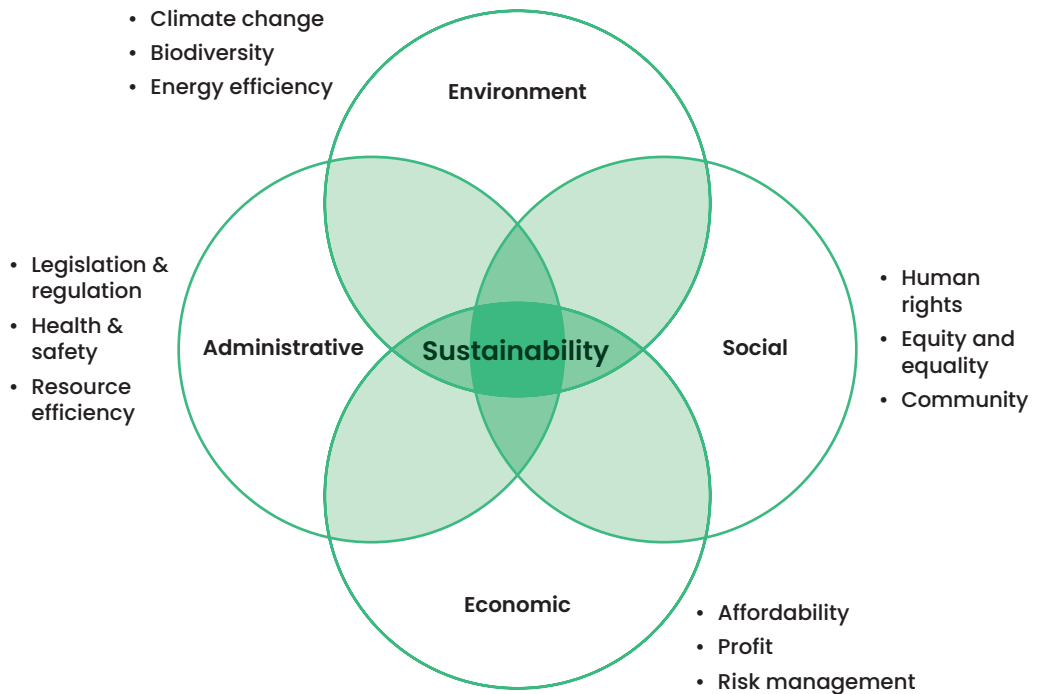 • Climate change
• Biodiversity
• Energy efficiency
Environment
• Legislation &
regulation
• Health &
safety
• Resource
efficiency
Administrative
Sustainability
Social
• Human
rights
• Equity and
equality
• Community
Economic
• Affordability
• Profit
• Risk management